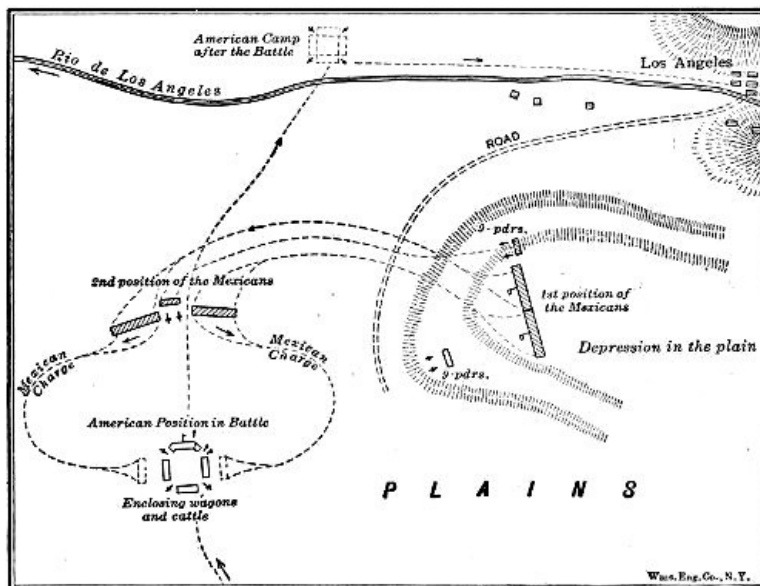 American Camp
after the Battle
Rio de Los Angeles
Los Angeles
ROAD
9-pdrs.
2nd position of the Mexicans
1st position of
the Mexicans
Mexican
Charge
Mexican
Charge
Depression in the plain
9-pdrs.
American Position in Battle
Enclosing wagons
and cattle
PLAINS
Wms. Eng. Co., N.Y.